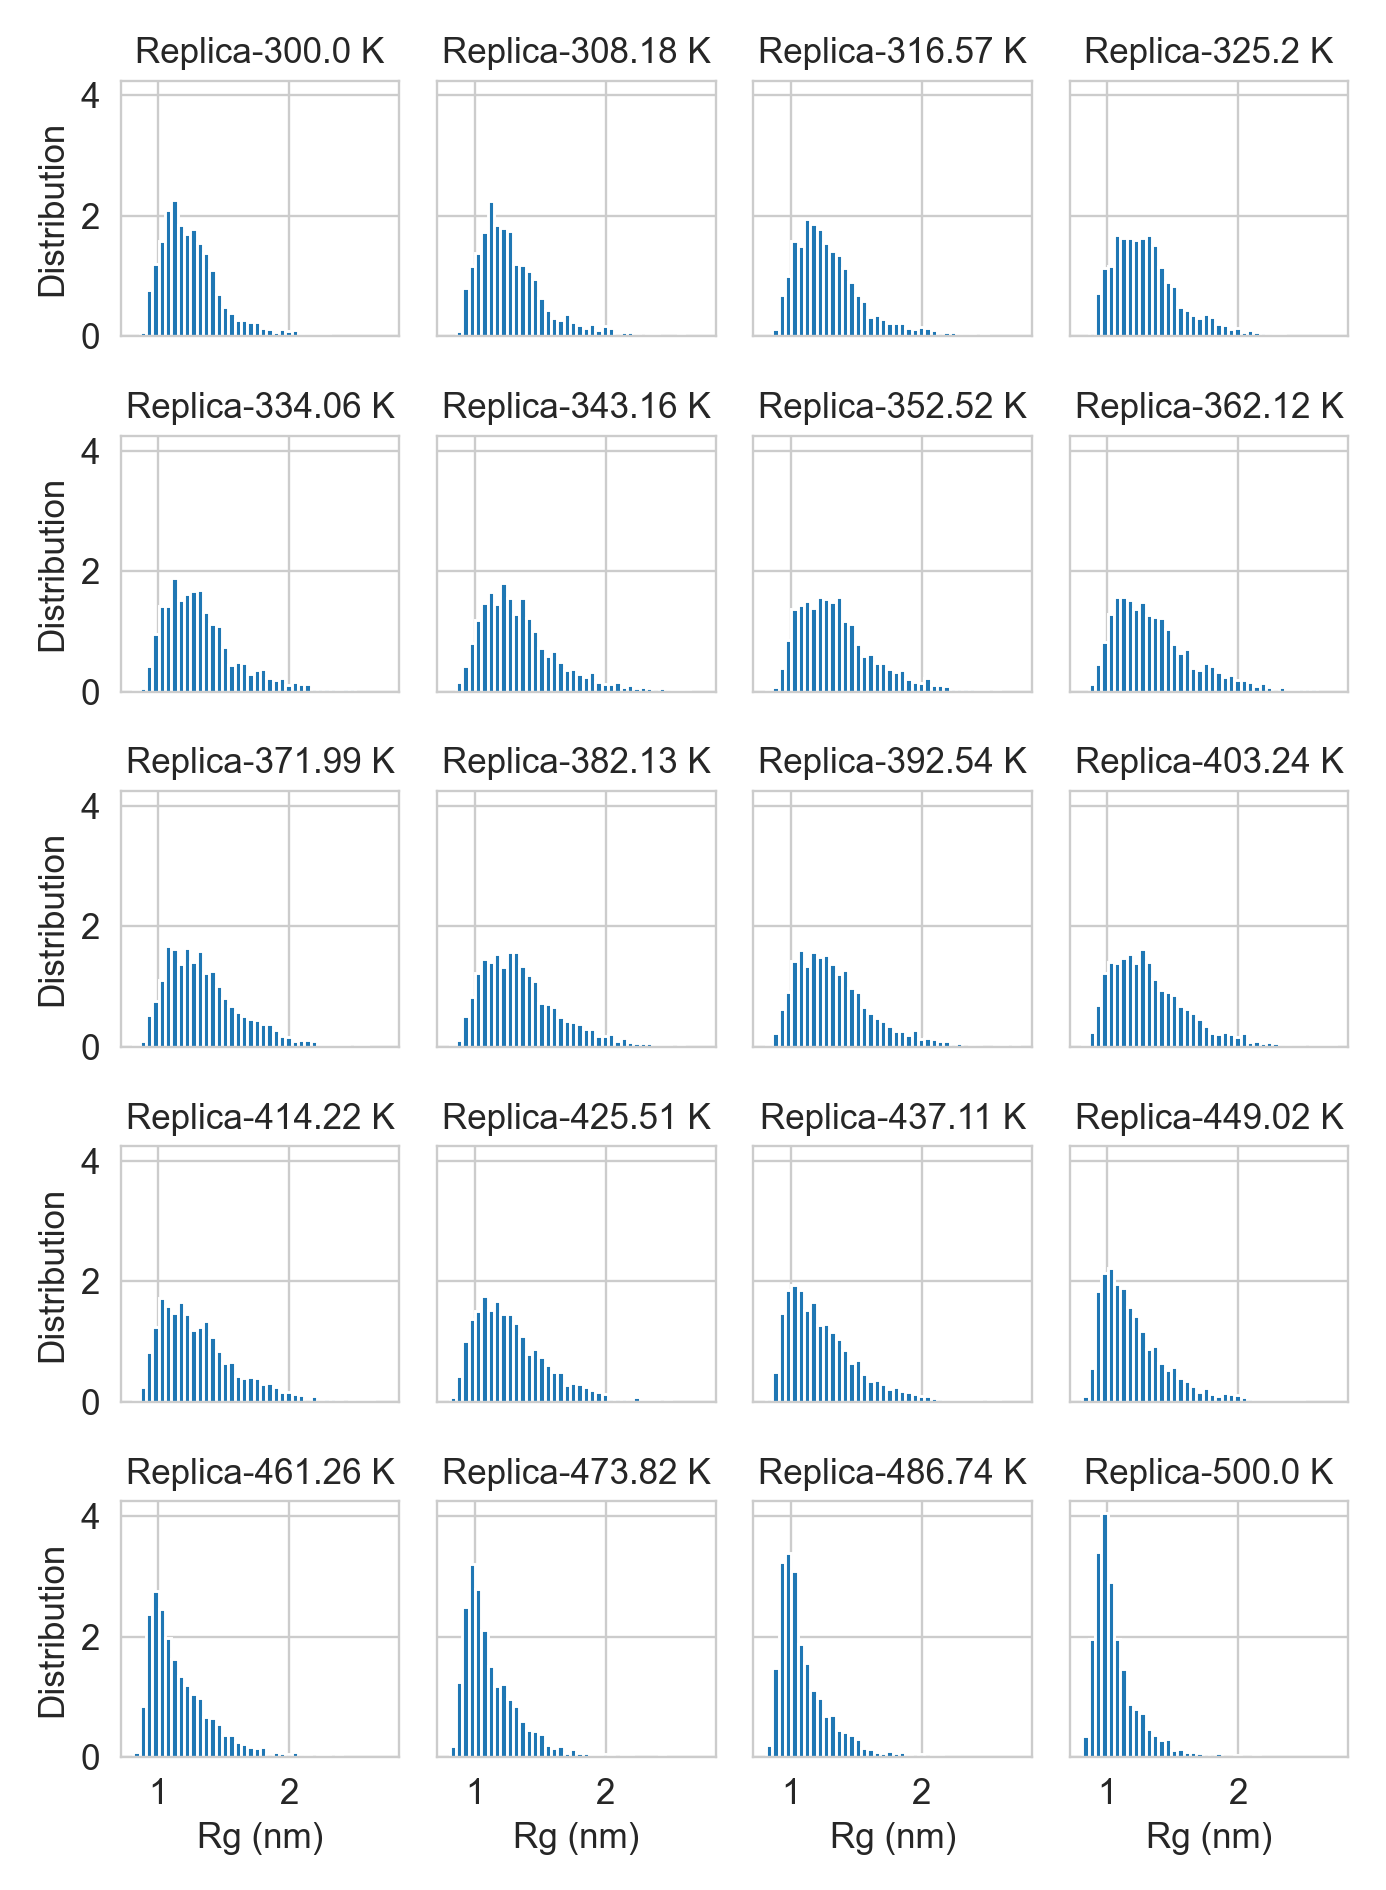 Replica-300.0 K Replica-308.18 K Replica-316.57 K Replica-325.2 K
4
2
0
Distribution
Replica-334.06 K Replica-343.16 K Replica-352.52 K Replica-362.12 K
4
2
0
Distribution
Replica-371.99 K Replica-382.13 K Replica-392.54 K Replica-403.24 K
4
2
0
Distribution
Replica-414.22 K Replica-425.51 K Replica-437.11 K Replica-449.02 K
4
2
0
Distribution
Replica-461.26 K Replica-473.82 K Replica-486.74 K Replica-500.0 K
4
2
0
Distribution
1 2 1 2 1 2 1 2
Rg (nm) Rg (nm) Rg (nm) Rg (nm)